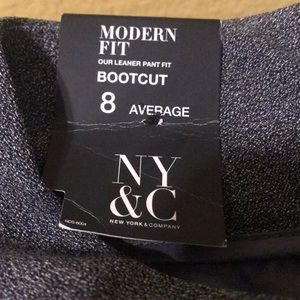 MODERN
FIT
OUR LEANER PANT FIT
BOOTCUT
8 AVERAGE
NY
&C
NEW YORK & COMPANY